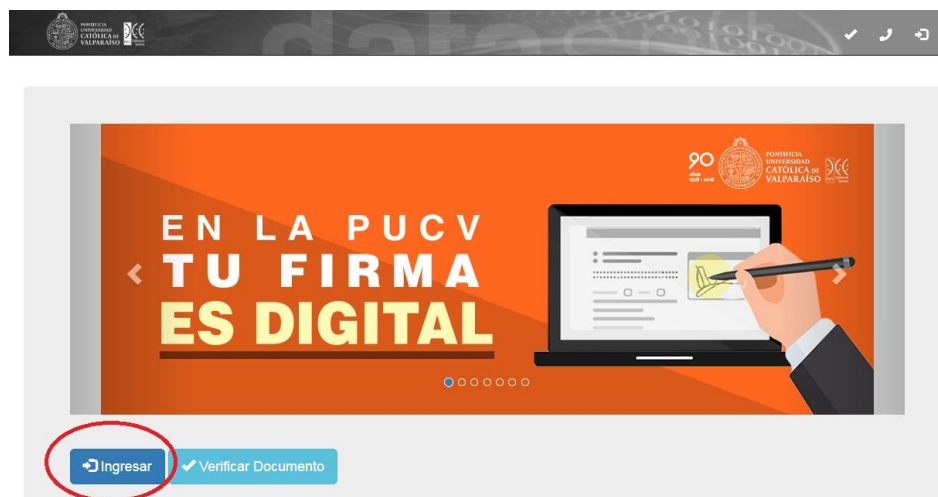 PONTIFICIA
UNIVERSIDAD
CATÓLICA DE
VALPARAÍSO
90
PONTIFICIA
UNIVERSIDAD
CATÓLICA DE
VALPARAÍSO
EN LA PUCV
TU FIRMA
ES DIGITAL
Ingresar
Verificar Documento